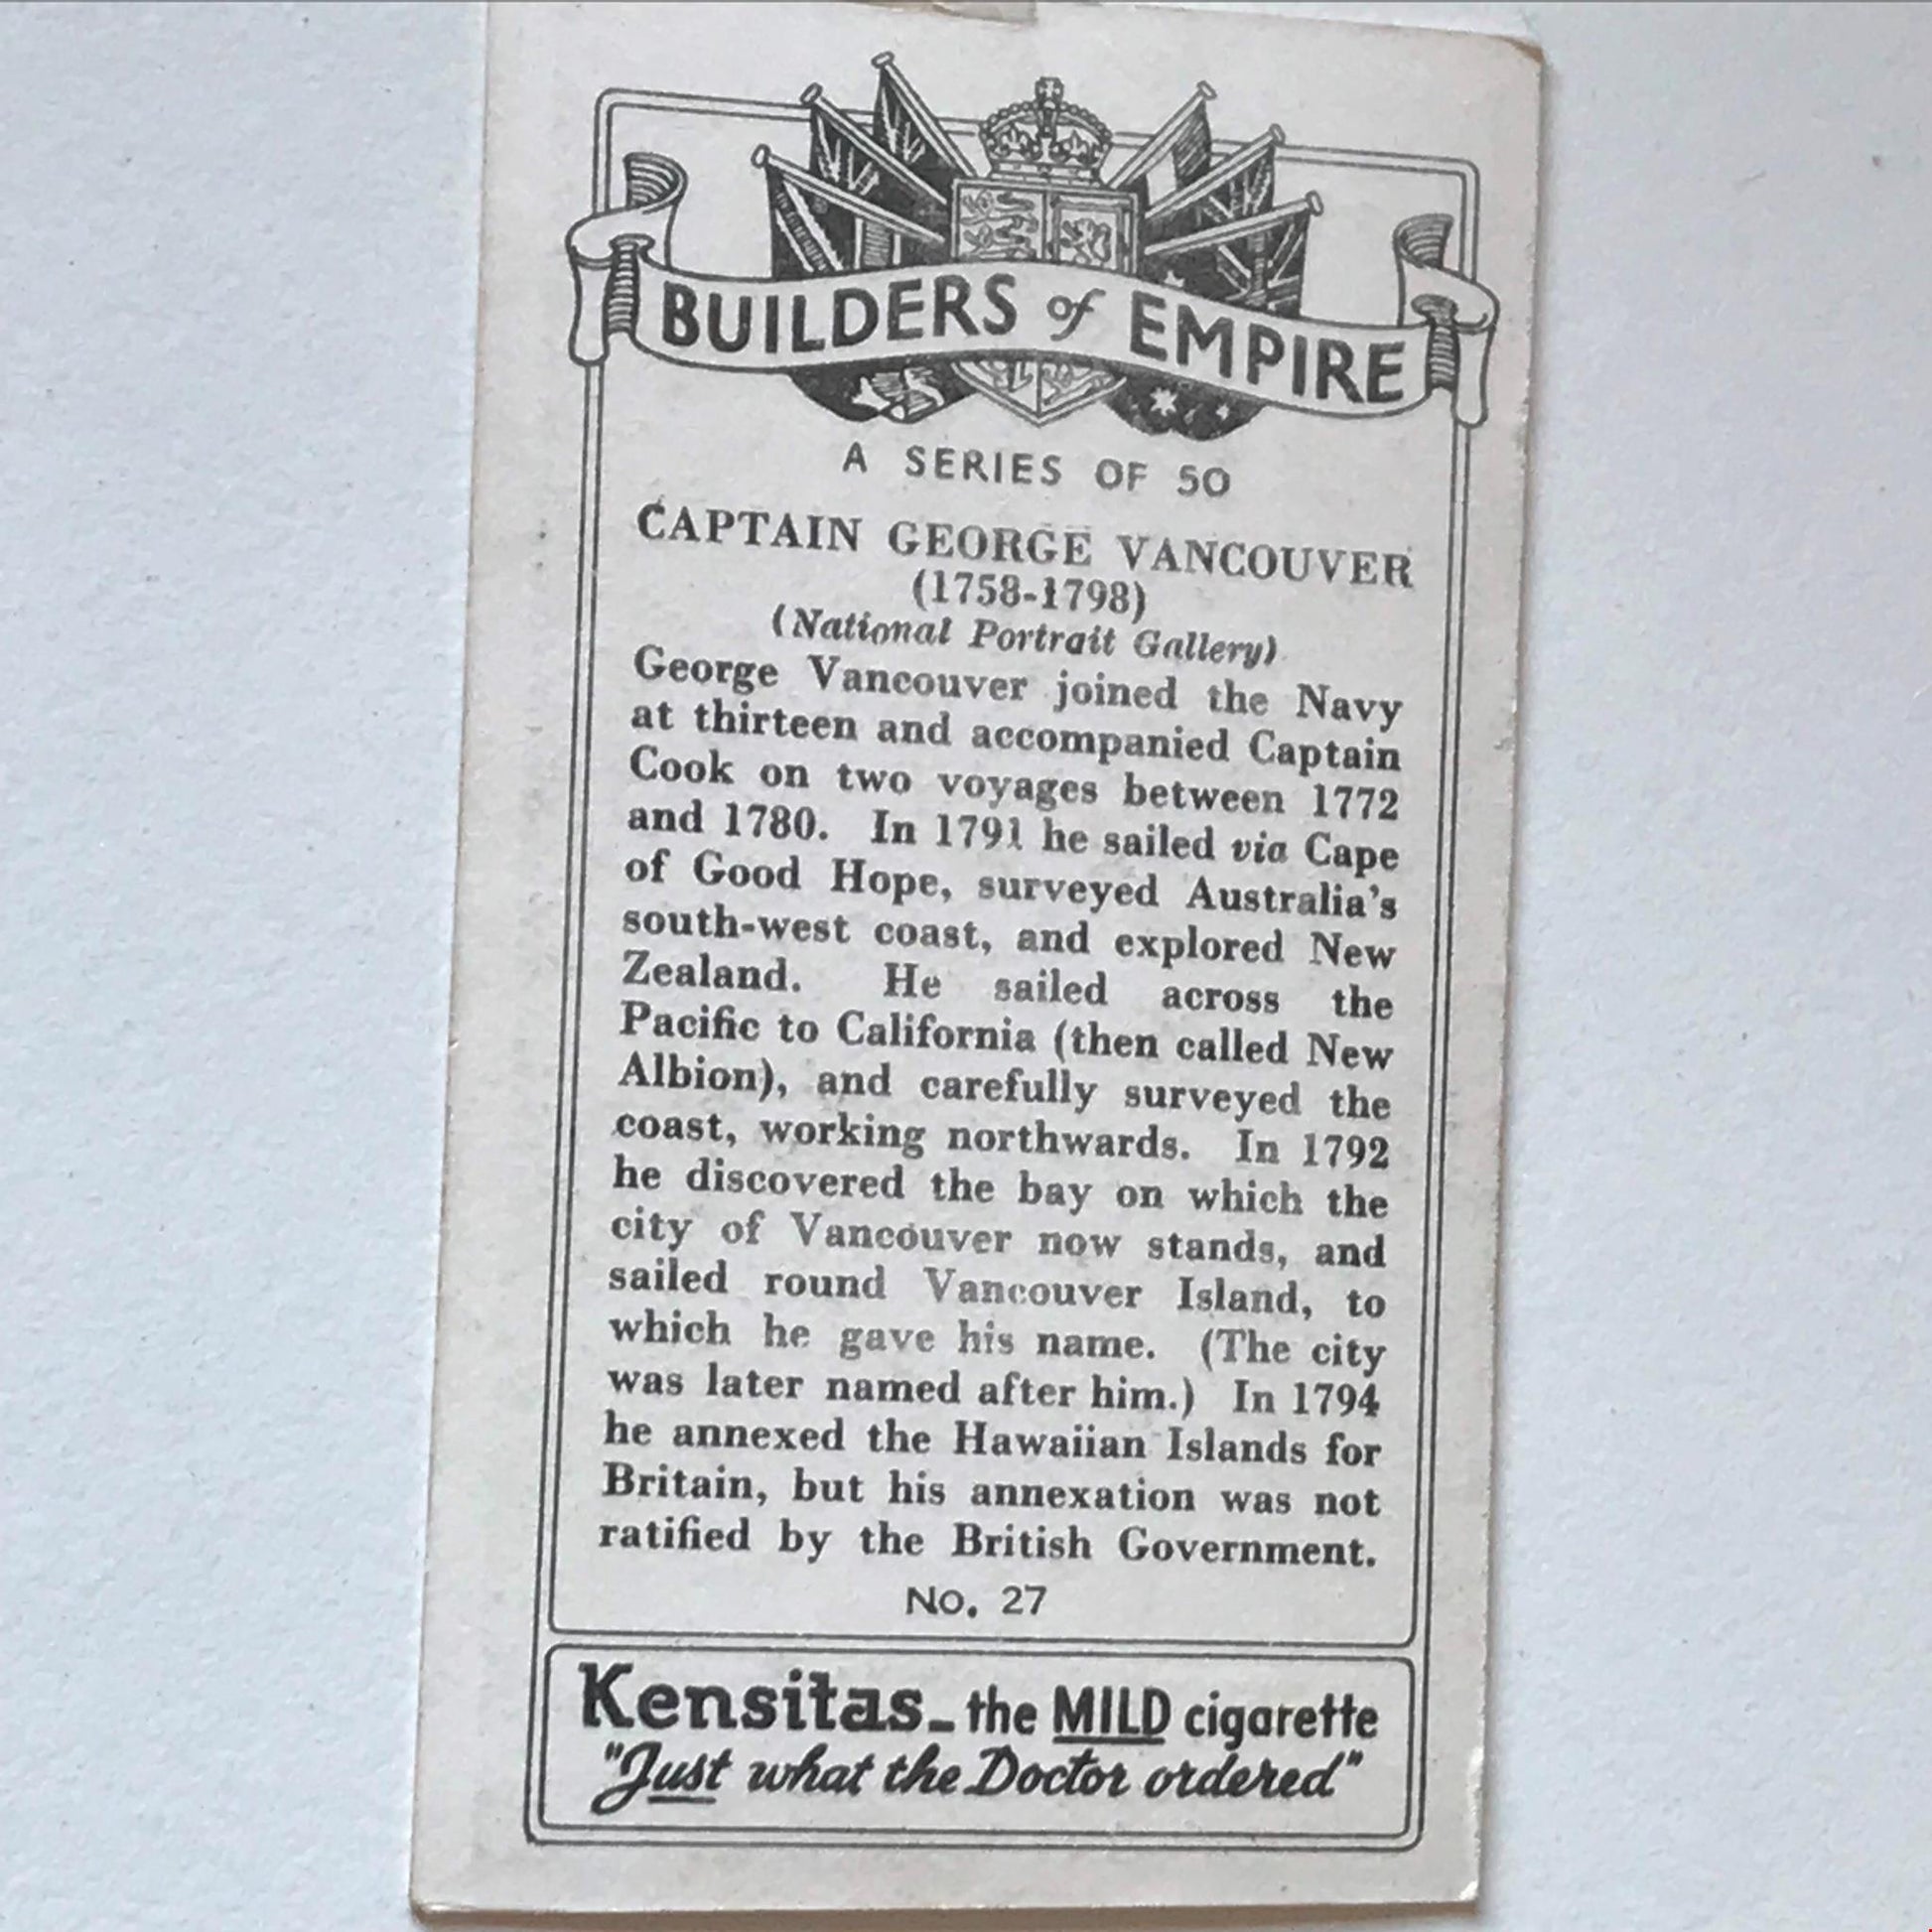 BUILDERS of EMPIRE
A SERIES OF 50
CAPTAIN GEORGE VANCOUVER
(1758-1798)
(National Portrait Gallery)
George Vancouver joined the Navy
at thirteen and accompanied Captain
Cook on two voyages between 1772
and 1780. In 1791 he sailed via Cape
of Good Hope, surveyed Australia's
south-west coast, and explored New
Zealand. He sailed across the
Pacific to California (then called New
Albion), and carefully surveyed the
coast, working northwards. In 1792
he discovered the bay on which the
city of Vancouver now stands, and
sailed round Vancouver Island, to
which he gave his name. (The city
was later named after him.) In 1794
he annexed the Hawaiian Islands for
Britain, but his annexation was not
ratified by the British Government.
No. 27
Kensitas - the MILD cigarette
"Just what the Doctor ordered"